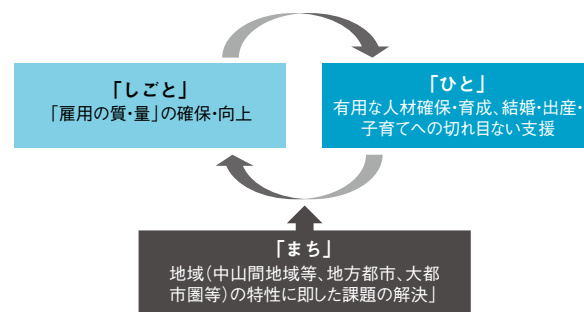 「しごと」
「雇用の質・量」の確保・向上
「ひと」
有用な人材確保・育成、結婚・出産・
子育てへの切れ目ない支援
「まち」
地域（中山間地域等、地方都市、大都
市圏等）の特性に即した課題の解決」